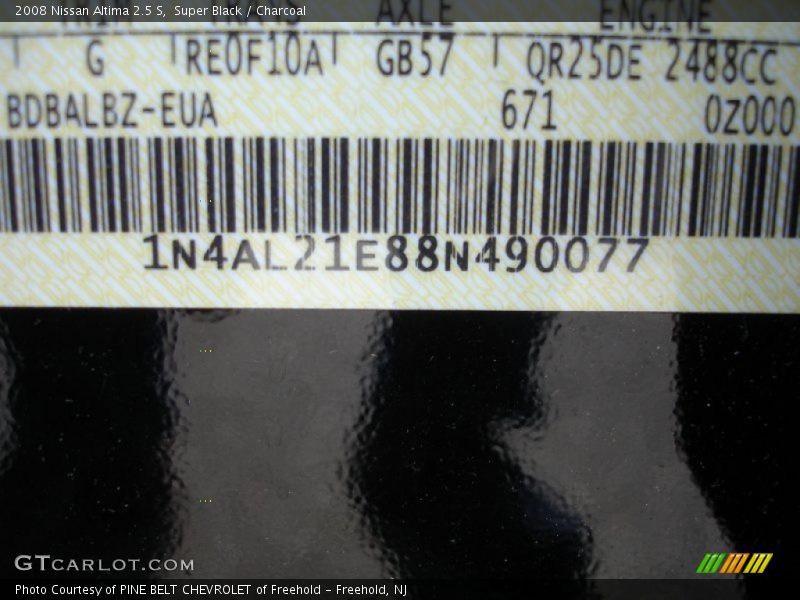 2008 Nissan Altima 2.5 S, Super Black / Charcoal
AXLE ENGINE
G RE0F10A GB57 QR25DE 2488CC
BDBALBZ-EUA 671 0Z000
1N4AL21E88N490077
GTcarlot.com
Photo Courtesy of PINE BELT CHEVROLET of Freehold - Freehold, NJ